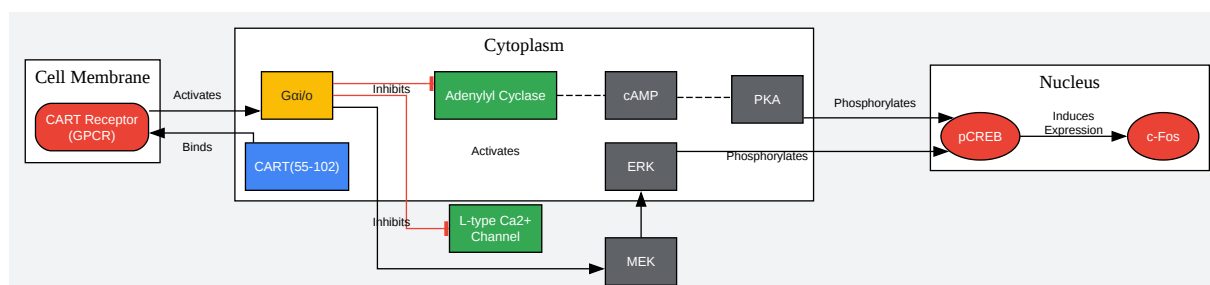 Cell Membrane
CART Receptor
(GPCR)
Activates
Binds
Cytoplasm
Gαi/o
CART(55-102)
Inhibits
Adenylyl Cyclase
cAMP
PKA
Activates
ERK
Inhibits
L-type Ca2+
Channel
MEK
Phosphorylates
Phosphorylates
Nucleus
pCREB
Induces
Expression
c-Fos